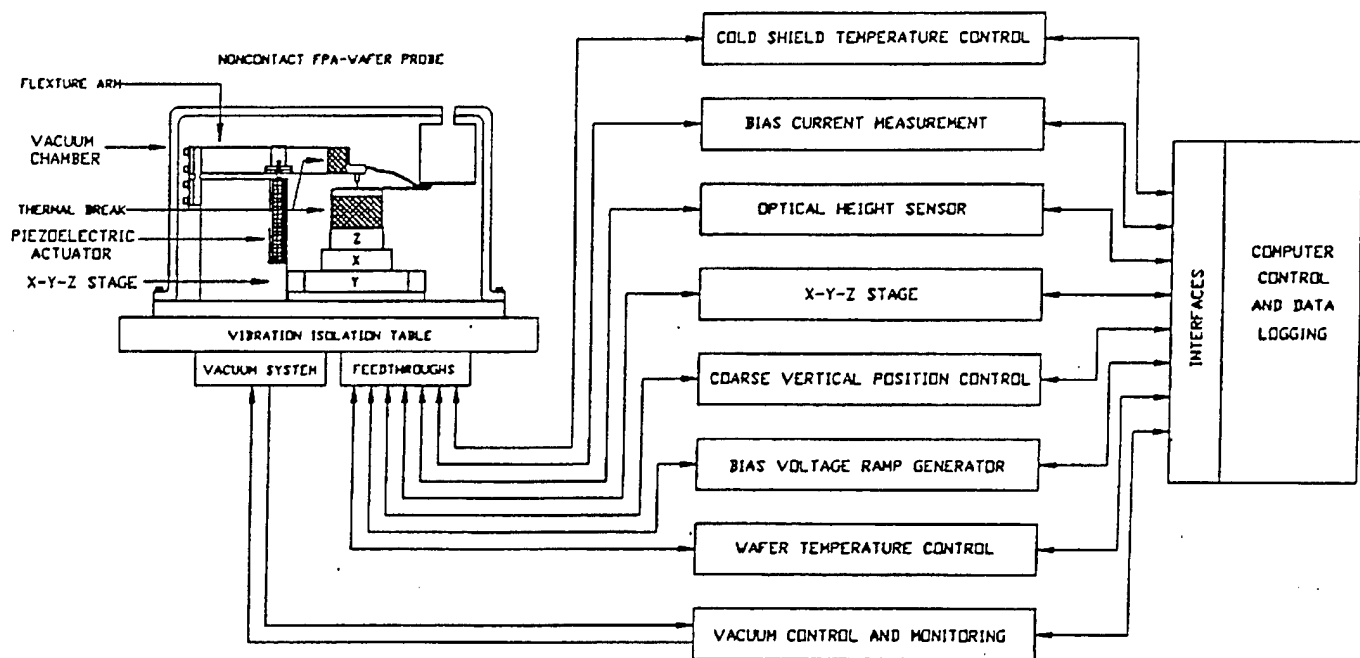 NONCONTACT FPA-WAFER PROBE
FLEXTURE ARM
VACUUM
CHAMBER
THERMAL BREAK
PIEZOELECTRIC
ACTUATOR
X-Y-Z STAGE
Z
X
Y
VIBRATION ISOLATION TABLE
VACUUM SYSTEM
FEEDTHROUGHS
COLD SHIELD TEMPERATURE CONTROL
BIAS CURRENT MEASUREMENT
OPTICAL HEIGHT SENSOR
X-Y-Z STAGE
COARSE VERTICAL POSITION CONTROL
BIAS VOLTAGE RAMP GENERATOR
WAFER TEMPERATURE CONTROL
VACUUM CONTROL AND MONITORING
INTERFACES
COMPUTER
CONTROL
AND DATA
LOGGING